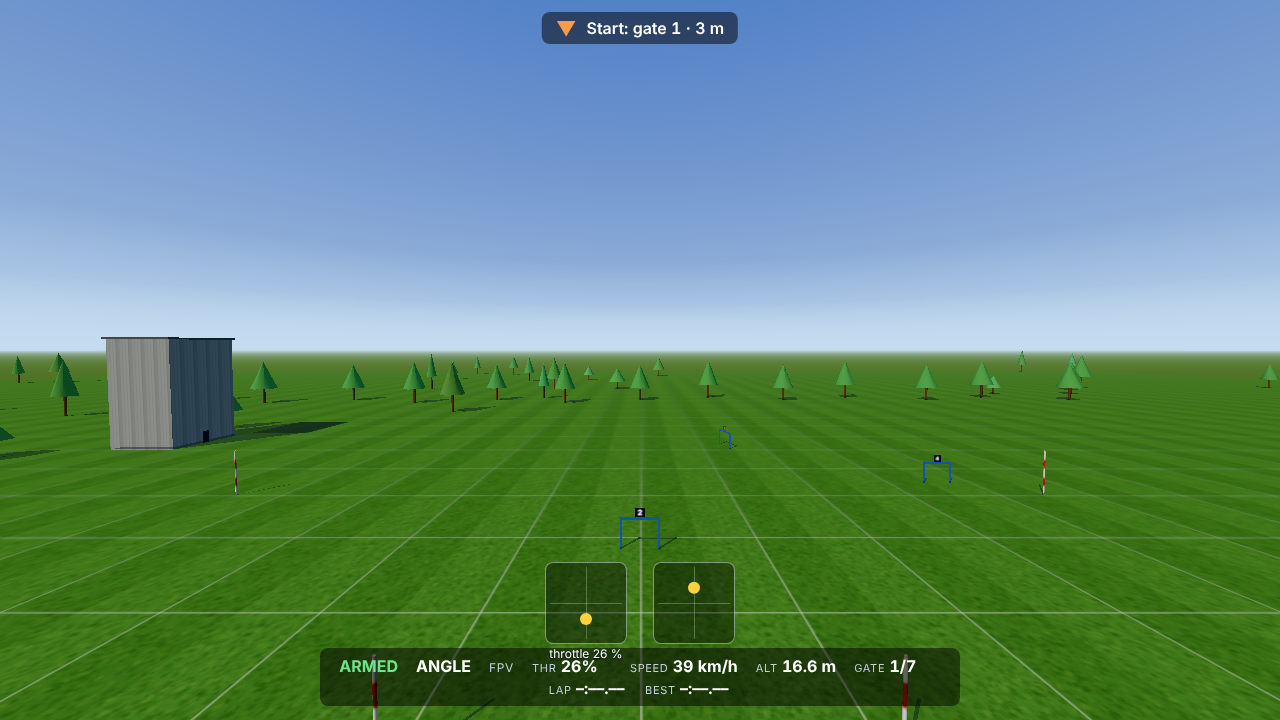 Start: gate 1 · 3 m
4
2
throttle 26 %
ARMED ANGLE FPV THR 26% SPEED 39 km/h ALT 16.6 m GATE 1/7
LAP –:––.–– BEST –:––.––